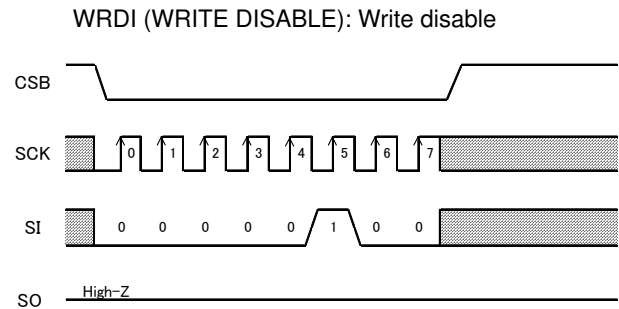 WRDI (WRITE DISABLE): Write disable
CSB
SCK 0 1 2 3 4 5 6 7
SI 0 0 0 0 0 1 0 0
High-Z
SO